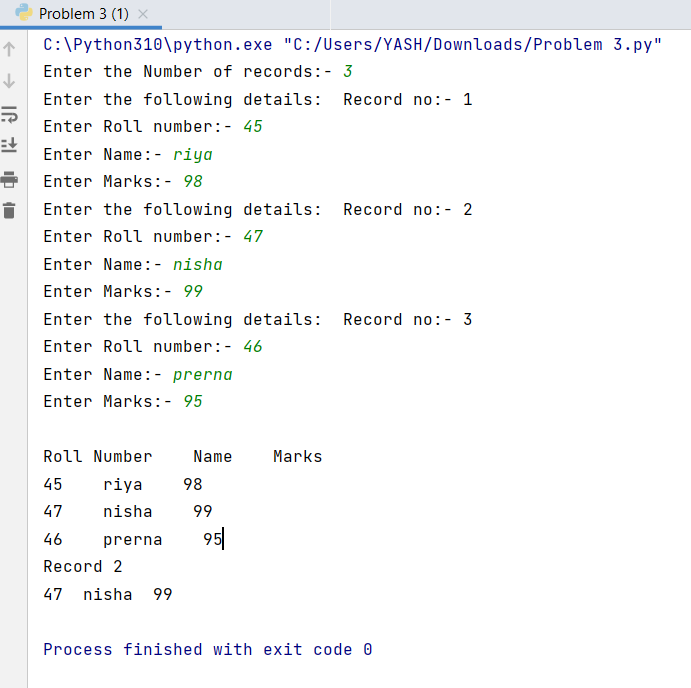 Problem 3 (1)
C:\Python310\python.exe "C:/Users/YASH/Downloads/Problem 3.py"
Enter the Number of records:- 3
Enter the following details:  Record no:- 1
Enter Roll number:- 45
Enter Name:- riya
Enter Marks:- 98
Enter the following details:  Record no:- 2
Enter Roll number:- 47
Enter Name:- nisha
Enter Marks:- 99
Enter the following details:  Record no:- 3
Enter Roll number:- 46
Enter Name:- prerna
Enter Marks:- 95

Roll Number    Name    Marks
45    riya    98
47    nisha    99
46    prerna    95
Record 2
47  nisha  99

Process finished with exit code 0